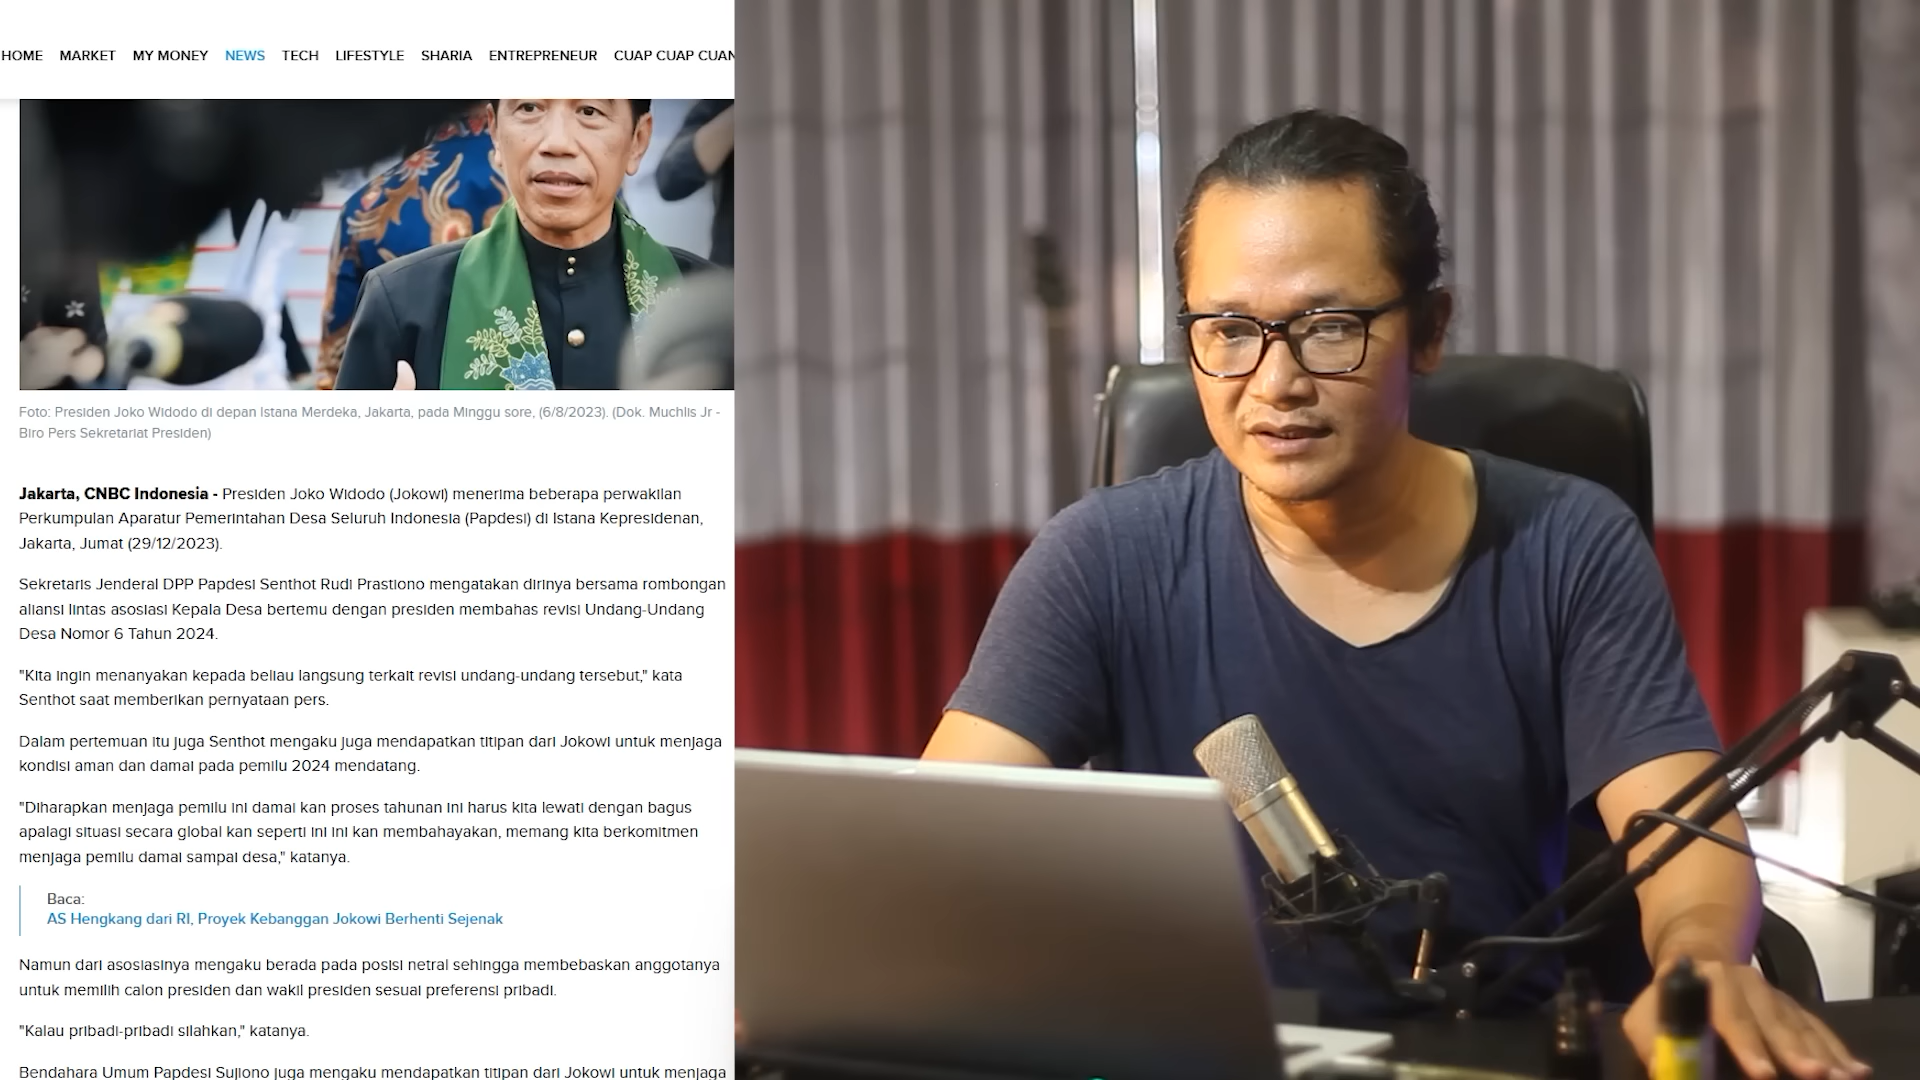 HOME MARKET MY MONEY NEWS TECH LIFESTYLE SHARIA ENTREPRENEUR CUAP CUAP CUAN
Foto: Presiden Joko Widodo di depan Istana Merdeka, Jakarta, pada Minggu sore, (6/8/2023). (Dok. Muchlis Jr -
Biro Pers Sekretariat Presiden)
Jakarta, CNBC Indonesia - Presiden Joko Widodo (Jokowi) menerima beberapa perwakilan
Perkumpulan Aparatur Pemerintahan Desa Seluruh Indonesia (Papdesi) di Istana Kepresidenan,
Jakarta, Jumat (29/12/2023).
Sekretaris Jenderal DPP Papdesi Senthot Rudi Prastiono mengatakan dirinya bersama rombongan
aliansi lintas asosiasi Kepala Desa bertemu dengan presiden membahas revisi Undang-Undang
Desa Nomor 6 Tahun 2024.
"Kita ingin menanyakan kepada beliau langsung terkait revisi undang-undang tersebut," kata
Senthot saat memberikan pernyataan pers.
Dalam pertemuan itu juga Senthot mengaku juga mendapatkan titipan dari Jokowi untuk menjaga
kondisi aman dan damai pada pemilu 2024 mendatang.
"Diharapkan menjaga pemilu ini damai kan proses tahunan ini harus kita lewati dengan bagus
apalagi situasi secara global kan seperti ini ini kan membahayakan, memang kita berkomitmen
menjaga pemilu damai sampai desa," katanya.
Baca:
AS Hengkang dari RI, Proyek Kebanggan Jokowi Berhenti Sejenak
Namun dari asosiasinya mengaku berada pada posisi netral sehingga membebaskan anggotanya
untuk memilih calon presiden dan wakil presiden sesuai preferensi pribadi.
"Kalau pribadi-pribadi silahkan," katanya.
Bendahara Umum Papdesi Sujiono juga mengaku mendapatkan titipan dari Jokowi untuk menjaga